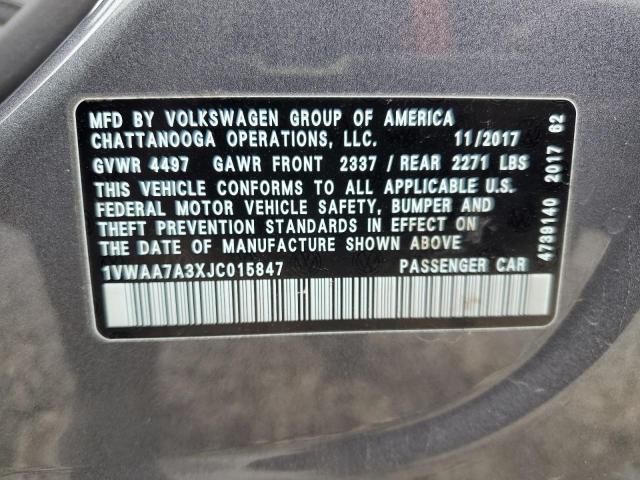 MFD BY VOLKSWAGEN GROUP OF AMERICA
CHATTANOOGA OPERATIONS, LLC. 11/2017
GVWR 4497 GAWR FRONT 2337 / REAR 2271 LBS
THIS VEHICLE CONFORMS TO ALL APPLICABLE U.S.
FEDERAL MOTOR VEHICLE SAFETY, BUMPER AND
THEFT PREVENTION STANDARDS IN EFFECT ON
THE DATE OF MANUFACTURE SHOWN ABOVE
1VWAA7A3XJC015847 PASSENGER CAR
4739140 2017 62